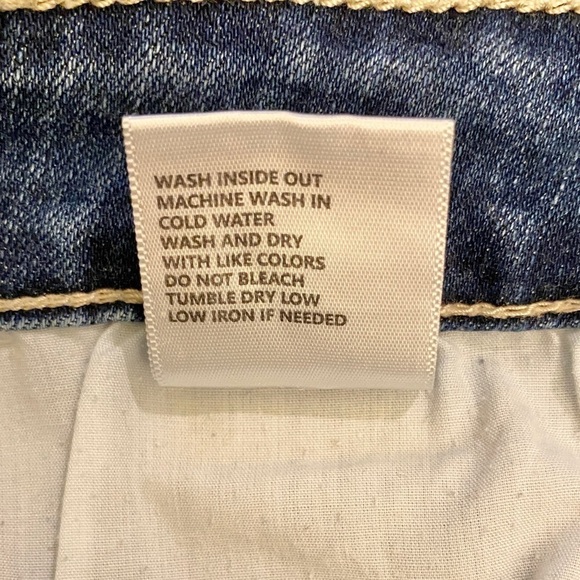 WASH INSIDE OUT
MACHINE WASH IN
COLD WATER
WASH AND DRY
WITH LIKE COLORS
DO NOT BLEACH
TUMBLE DRY LOW
LOW IRON IF NEEDED